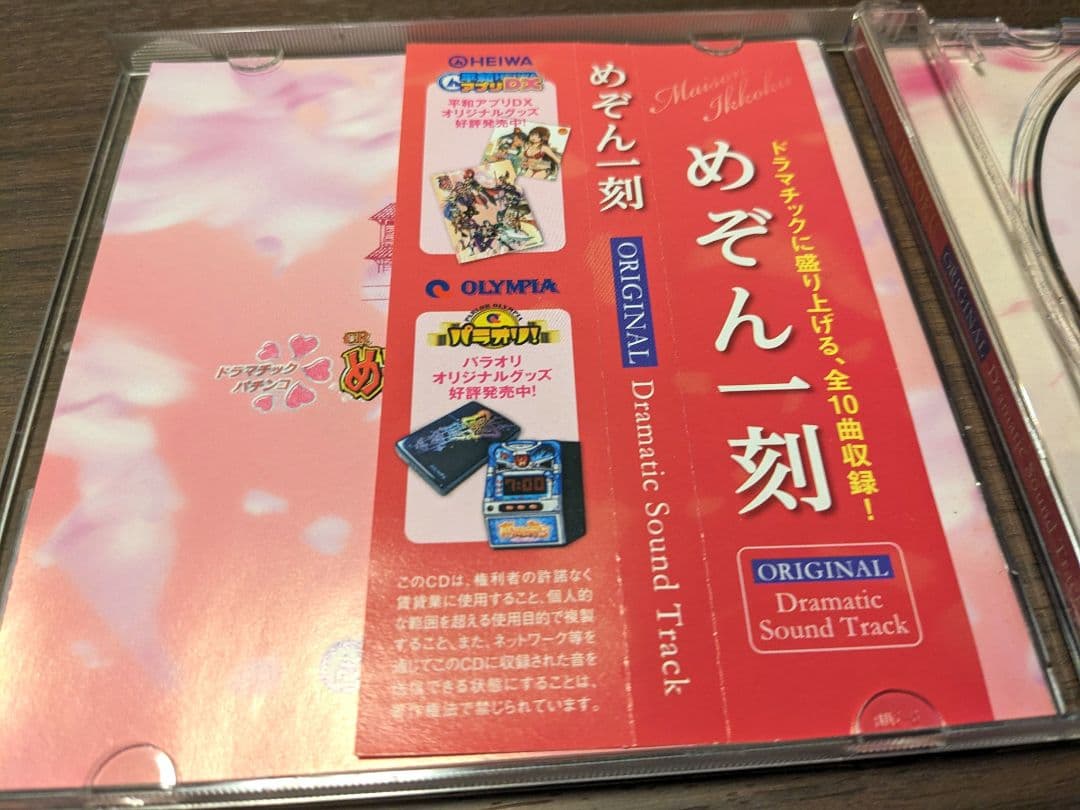 HEIWA
平和アプリDX
オリジナルグッズ
好評発売中!
OLYMPIA
PARLOR OLYMPIA
パラオリ!
パラオリ
オリジナルグッズ
好評発売中!
7:00
このCDは、権利者の許諾なく
賃貸業に使用すること、個人的
な範囲を超える使用目的で複製
すること、また、ネットワーク等を
通じてこのCDに収録された音を
送信できる状態にすることは、
著作権法で禁じられています。
めぞん一刻
ORIGINAL Dramatic Sound Track
Maison
Ikkoku
めぞん一刻
ドラマチックに盛り上げる、全10曲収録!
ORIGINAL
Dramatic
Sound Track
ドラマチック
パチンコ
CR
め
ORIGINAL Dramatic Sound